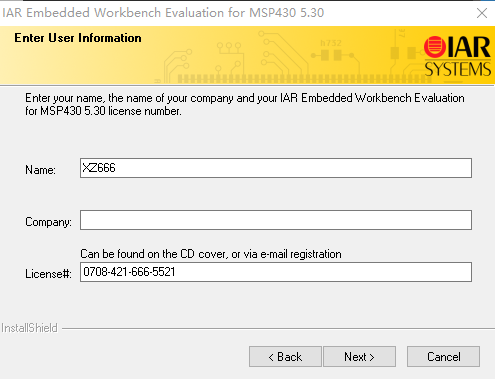 IAR Embedded Workbench Evaluation for MSP430 5.30
Enter User Information
IAR
SYSTEMS
Enter your name, the name of your company and your IAR Embedded Workbench Evaluation
for MSP430 5.30 license number.
Name:
XZ666
Company:
Can be found on the CD cover, or via e-mail registration
License#:
0708-421-666-5521
InstallShield
< Back
Next >
Cancel